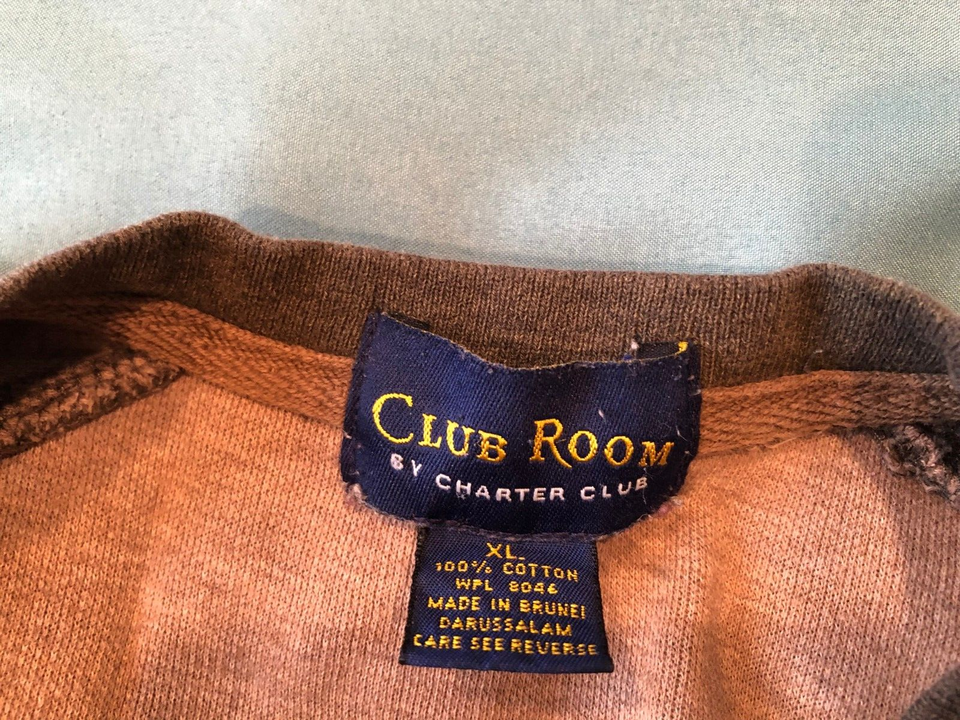 CLUB ROOM
BY CHARTER CLUB
XL
100% COTTON
WPL 8046
MADE IN BRUNEI
DARUSSALAM
CARE SEE REVERSE